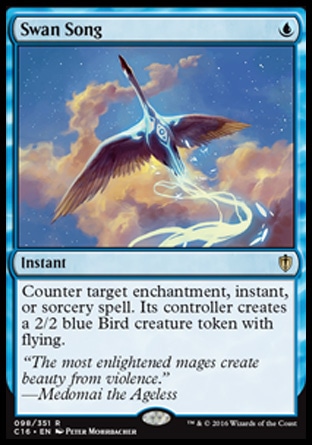 Swan Song
Instant
Counter target enchantment, instant,
or sorcery spell. Its controller creates
a 2/2 blue Bird creature token with
flying.
“The most enlightened mages create
beauty from violence.”
—Medomai the Ageless
098/351 R
C16 • EN Peter Mohrbacher
™ & © 2016 Wizards of the Coast